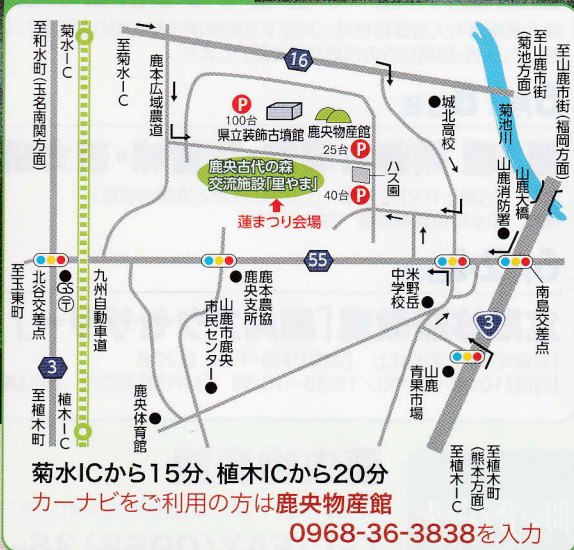 至和水町(玉名南関方面)
菊水IC
至菊水IC
鹿本広域農道
16
P
100台
県立装飾古墳館
鹿央物産館
25台
P
城北高校
菊池川
至山鹿市街
(菊池方面)
至山鹿市街(福岡方面)
鹿央古代の森
交流施設「里やま」
ハス園
40台
P
蓮まつり会場
山鹿消防署
山鹿大橋
55
至玉東町
北谷交差点
GS
〒
九州自動車道
鹿本農協
鹿央支所
山鹿市鹿央
市民センター
米野岳
中学校
南島交差点
3
3
至植木町
植木IC
鹿央体育館
山鹿
青果市場
至植木IC
至植木町
(熊本方面)
菊水ICから15分、植木ICから20分
カーナビをご利用の方は鹿央物産館
0968-36-3838を入力